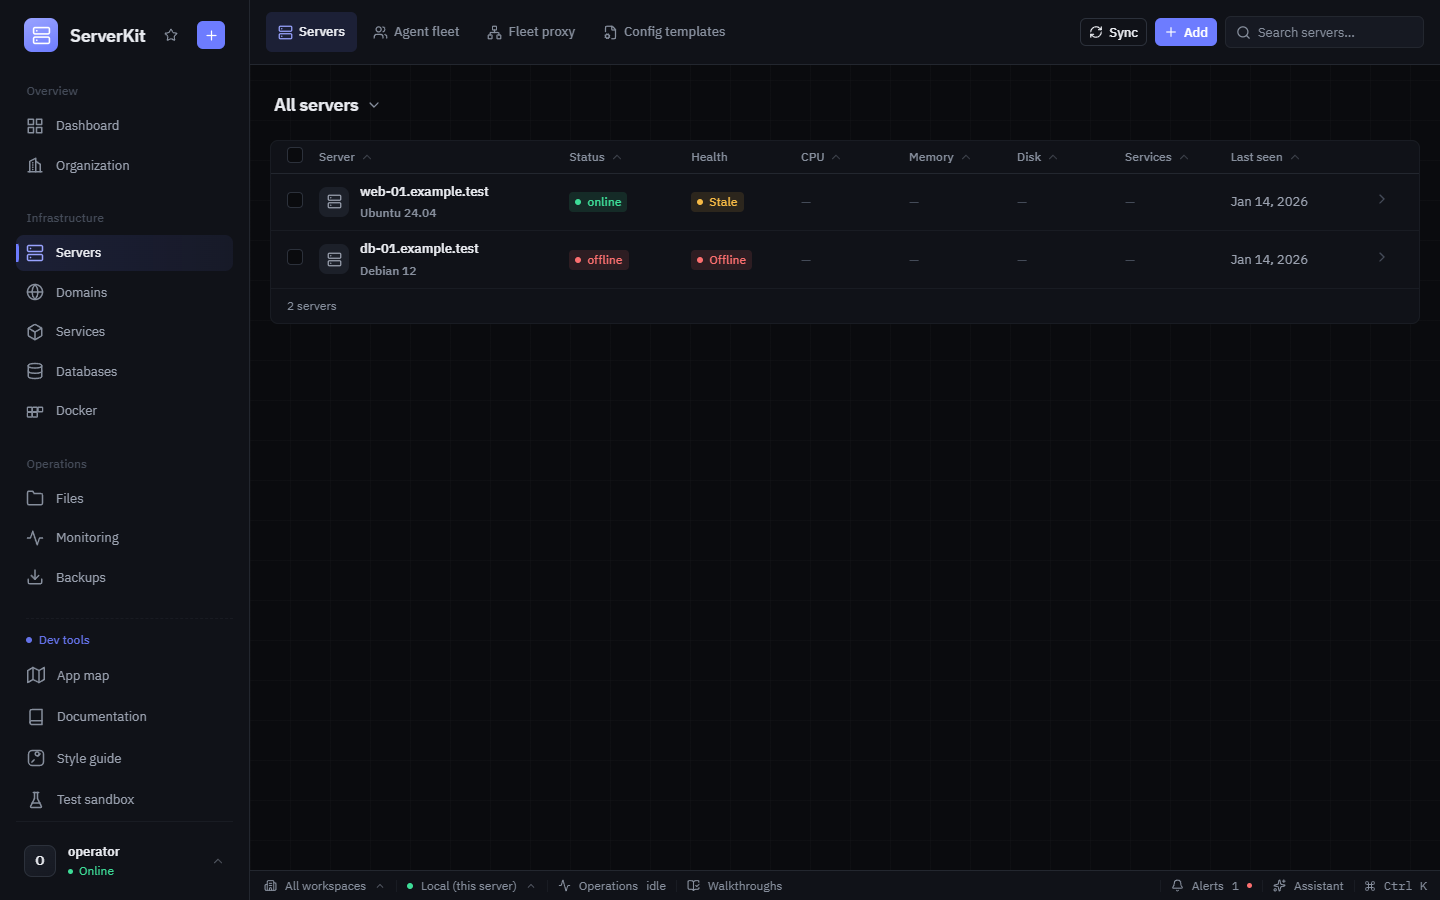 ServerKit
Overview
Dashboard
Organization
Infrastructure
Servers
Domains
Services
Databases
Docker
Operations
Files
Monitoring
Backups
Dev tools
App map
Documentation
Style guide
Test sandbox
O
operator
Online
Servers
Agent fleet
Fleet proxy
Config templates
Sync
Add
Search servers...
All servers
Server Status Health CPU Memory Disk Services Last seen
web-01.example.test
Ubuntu 24.04
online Stale — — — — Jan 14, 2026
db-01.example.test
Debian 12
offline Offline — — — — Jan 14, 2026
2 servers
All workspaces Local (this server) Operations idle Walkthroughs Alerts 1 Assistant ⌘ Ctrl K